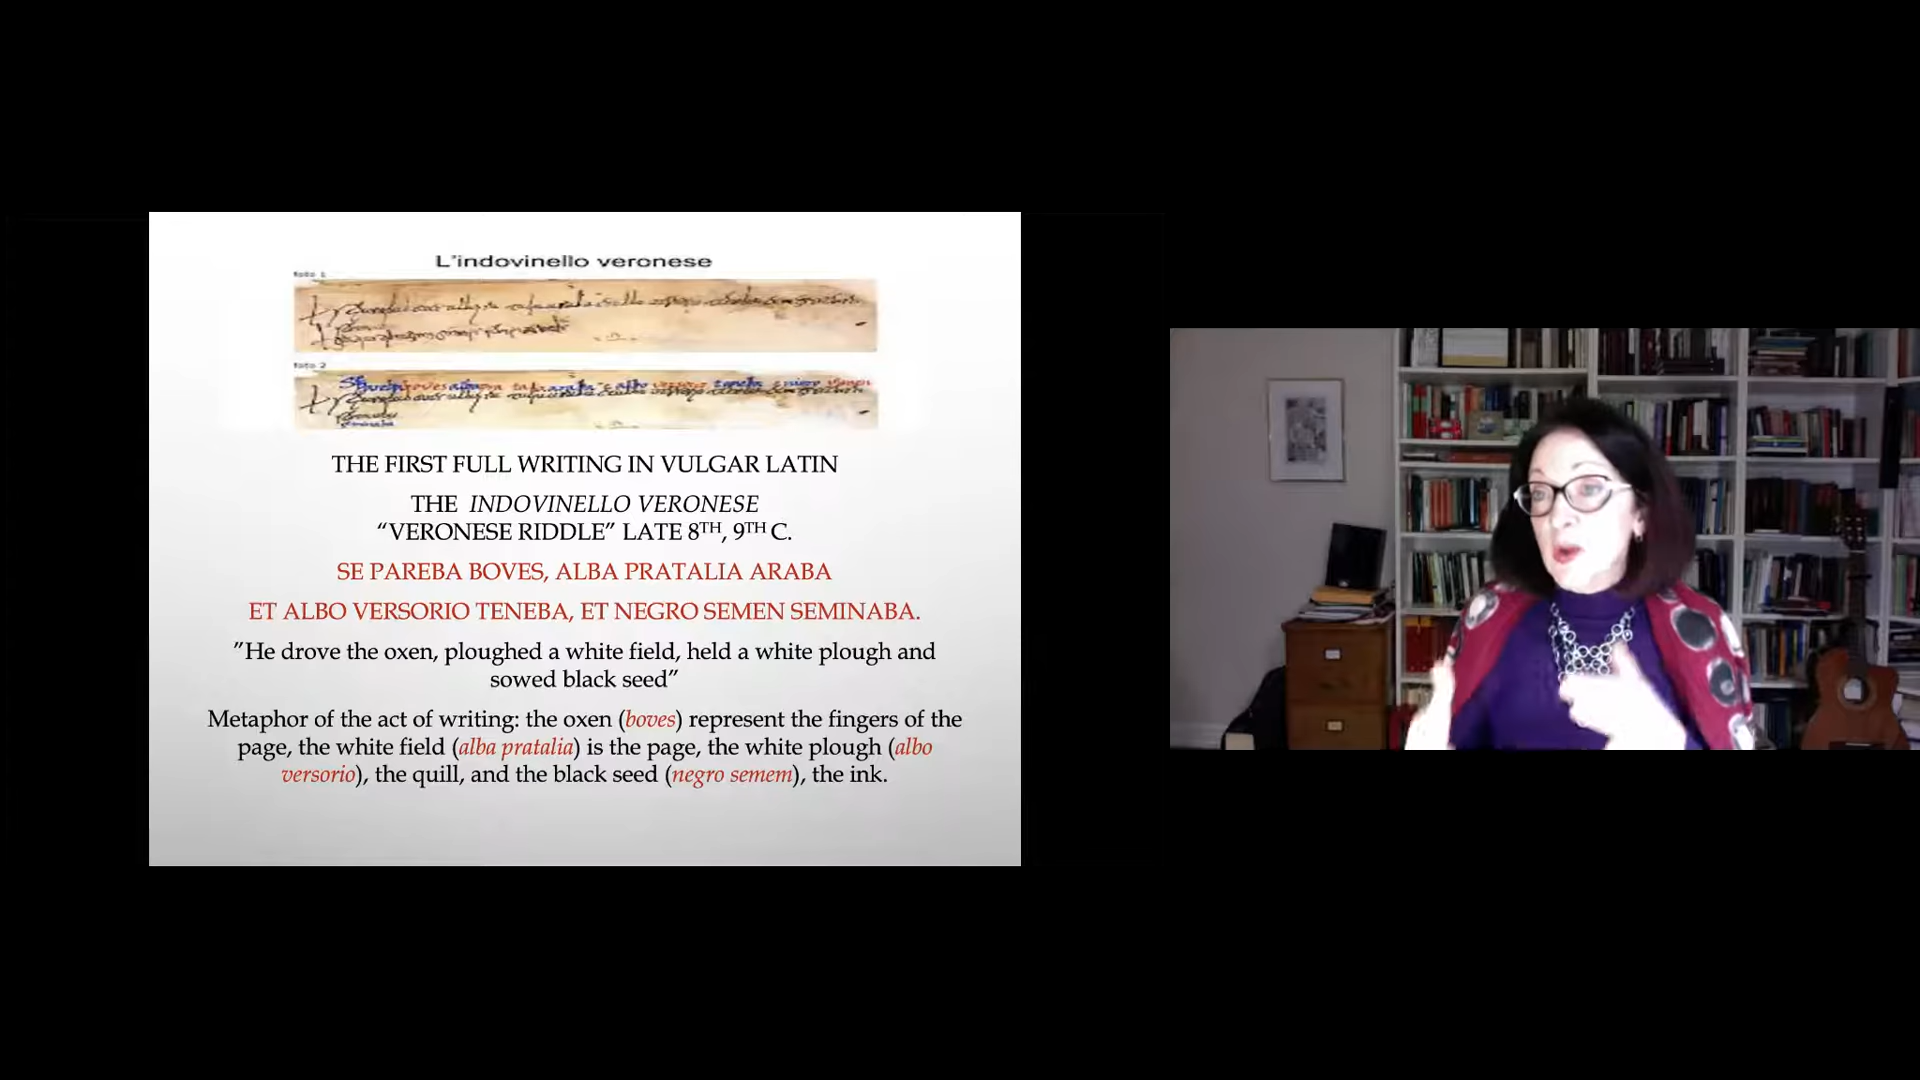 L'indovinello veronese
foto 1
foto 2
THE FIRST FULL WRITING IN VULGAR LATIN
THE INDOVINELLO VERONESE
“VERONESE RIDDLE” LATE 8TH, 9TH C.
SE PAREBA BOVES, ALBA PRATALIA ARABA
ET ALBO VERSORIO TENEBA, ET NEGRO SEMEN SEMINABA.
”He drove the oxen, ploughed a white field, held a white plough and
sowed black seed”
Metaphor of the act of writing: the oxen (boves) represent the fingers of the
page, the white field (alba pratalia) is the page, the white plough (albo
versorio), the quill, and the black seed (negro semem), the ink.